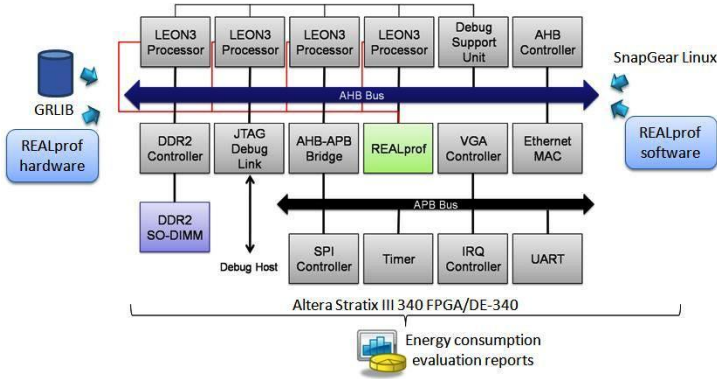 LEON3
Processor
LEON3
Processor
LEON3
Processor
LEON3
Processor
Debug
Support
Unit
AHB
Controller
SnapGear Linux
GRLIB
AHB Bus
REALprof
hardware
DDR2
Controller
JTAG
Debug
Link
AHB-APB
Bridge
REALprof
VGA
Controller
Ethernet
MAC
REALprof
software
APB Bus
DDR2
SO-DIMM
Debug Host
SPI
Controller
Timer
IRQ
Controller
UART
Altera Stratix III 340 FPGA/DE-340
Energy consumption
evaluation reports